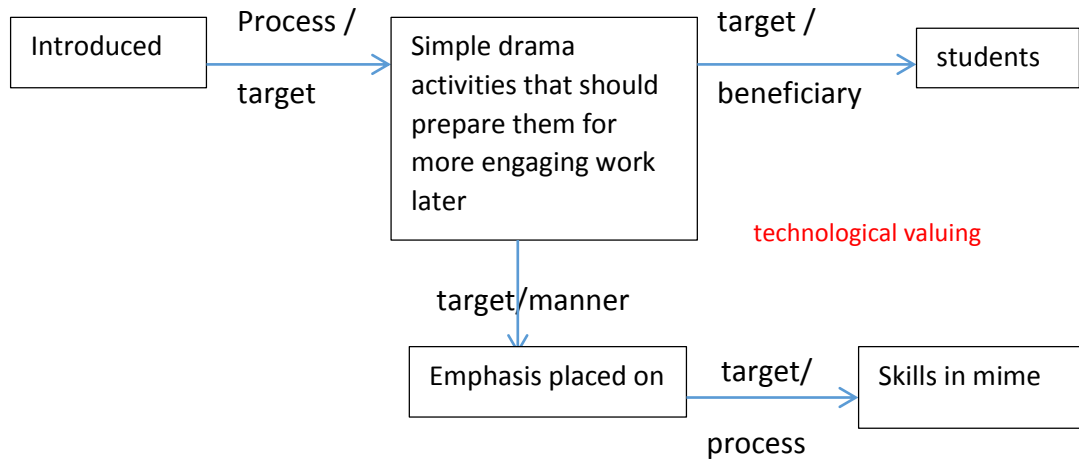 Introduced
Process /
target
Simple drama
activities that should
prepare them for
more engaging work
later
target /
beneficiary
students
technological valuing
target/manner
Emphasis placed on
target/
process
Skills in mime